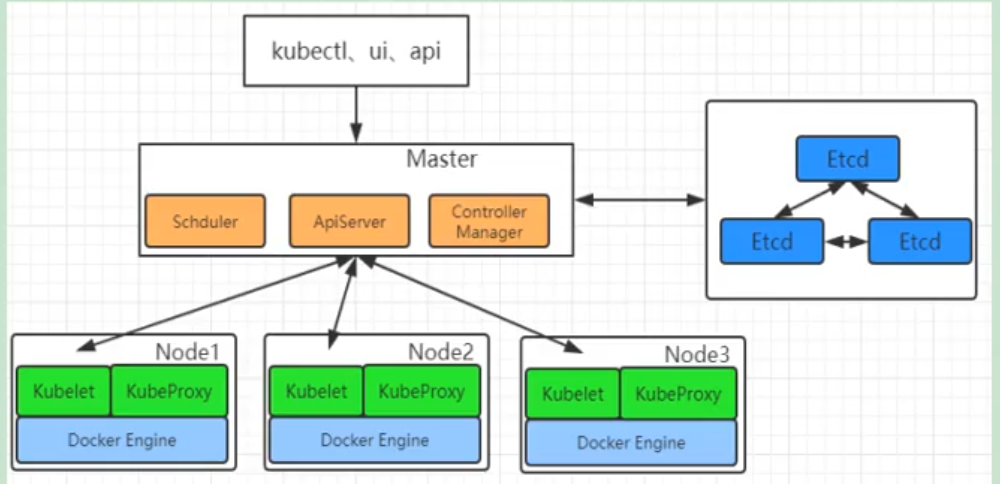 kubectl、ui、api
Master
Schduler
ApiServer
Controller
Manager
Etcd
Etcd
Etcd
Node1
Kubelet
KubeProxy
Docker Engine
Node2
Kubelet
KubeProxy
Docker Engine
Node3
Kubelet
KubeProxy
Docker Engine